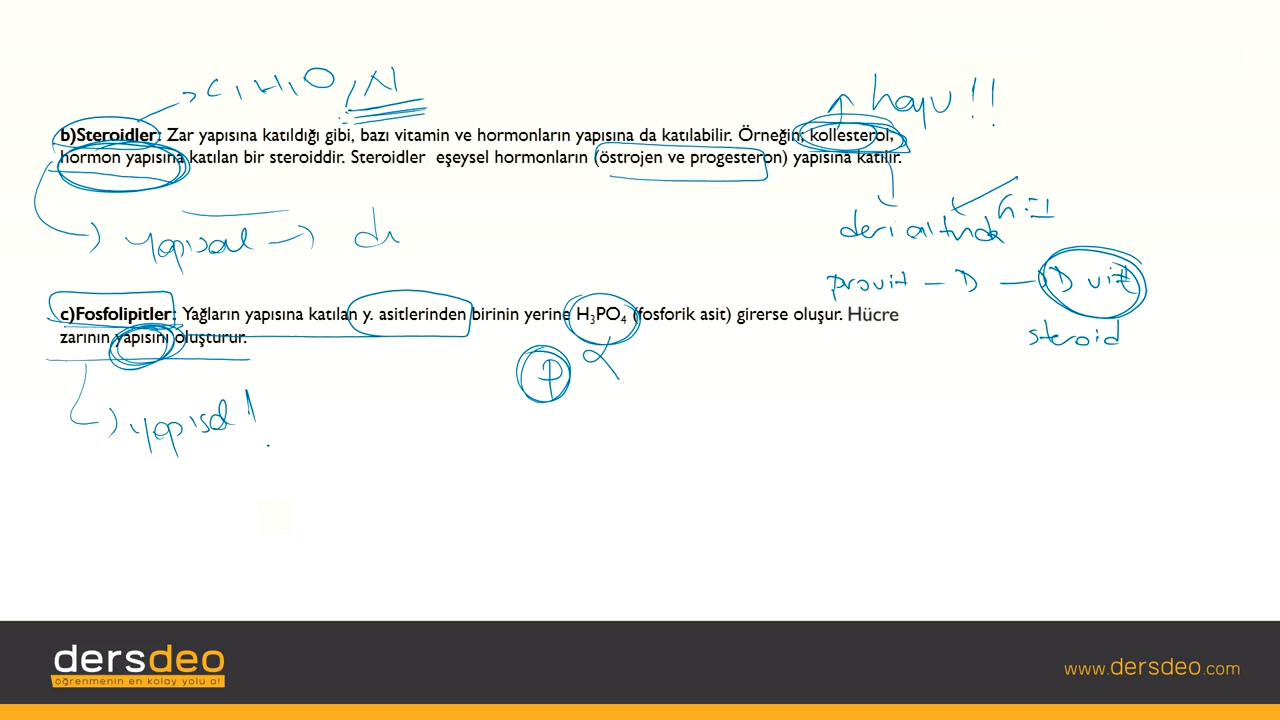 C, H, O, N
hayv !!
b)Steroidler: Zar yapısına katıldığı gibi, bazı vitamin ve hormonların yapısına da katılabilir. Örneğin; kollesterol,
hormon yapısına katılan bir steroiddir. Steroidler eşeysel hormonların (östrojen ve progesteron) yapısına katılır.
yapısal → dı
deri altında
provit - D - D vit
steroid
c)Fosfolipitler: Yağların yapısına katılan y. asitlerinden birinin yerine H₃PO₄ (fosforik asit) girerse oluşur. Hücre
zarının yapısını oluşturur.
P
yapısal !
dersdeo
öğrenmenin en kolay yolu o!
www.dersdeo.com